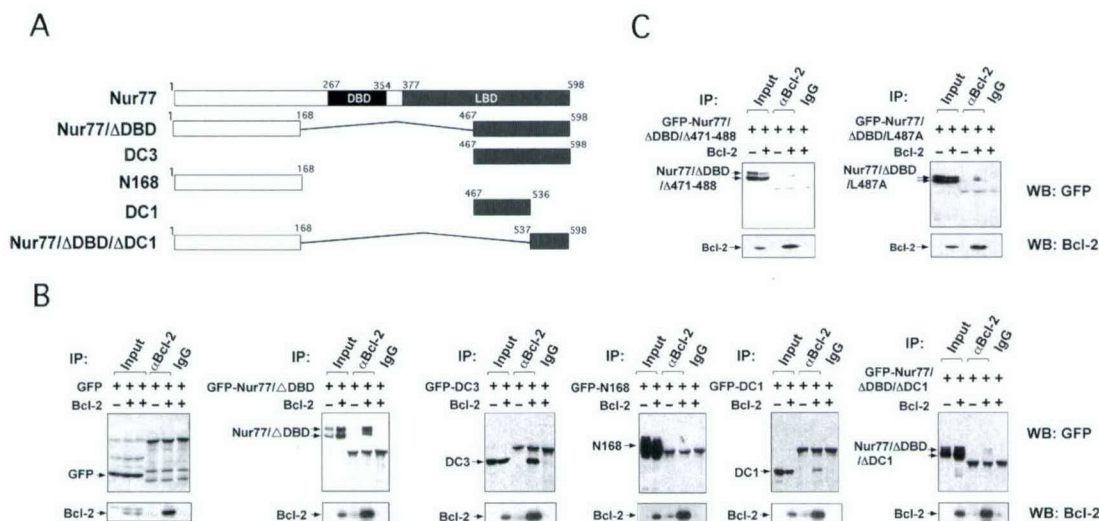 A
1 267 354 377 598
Nur77 DBD LBD
1 168 467 598
Nur77/ΔDBD
467 598
DC3
1 168
N168
467 536
DC1
1 168 537 598
Nur77/ΔDBD/ΔDC1
C
IP: Input αBcl-2 IgG
GFP-Nur77/
ΔDBD/Δ471-488 + + + + +
Bcl-2 − + − + +
Nur77/ΔDBD
/Δ471-488
Bcl-2
IP: Input αBcl-2 IgG
GFP-Nur77/
ΔDBD/L487A + + + + +
Bcl-2 − + − + +
Nur77/ΔDBD
/L487A
WB: GFP
Bcl-2
WB: Bcl-2
B
IP: Input αBcl-2 IgG
GFP + + + + + +
Bcl-2 − + + − + +
GFP
Bcl-2
IP: Input αBcl-2 IgG
GFP-Nur77/△DBD + + + + +
Bcl-2 − + − + +
Nur77/△DBD
Bcl-2
IP: Input αBcl-2 IgG
GFP-DC3 + + + + +
Bcl-2 − + − + +
DC3
Bcl-2
IP: Input αBcl-2 IgG
GFP-N168 + + + + +
Bcl-2 − + − + +
N168
Bcl-2
IP: Input αBcl-2 IgG
GFP-DC1 + + + + +
Bcl-2 − + − + +
DC1
Bcl-2
IP: Input αBcl-2 IgG
GFP-Nur77/
ΔDBD/ΔDC1 + + + + +
Bcl-2 − + − + +
Nur77/ΔDBD
/ΔDC1
WB: GFP
Bcl-2
WB: Bcl-2